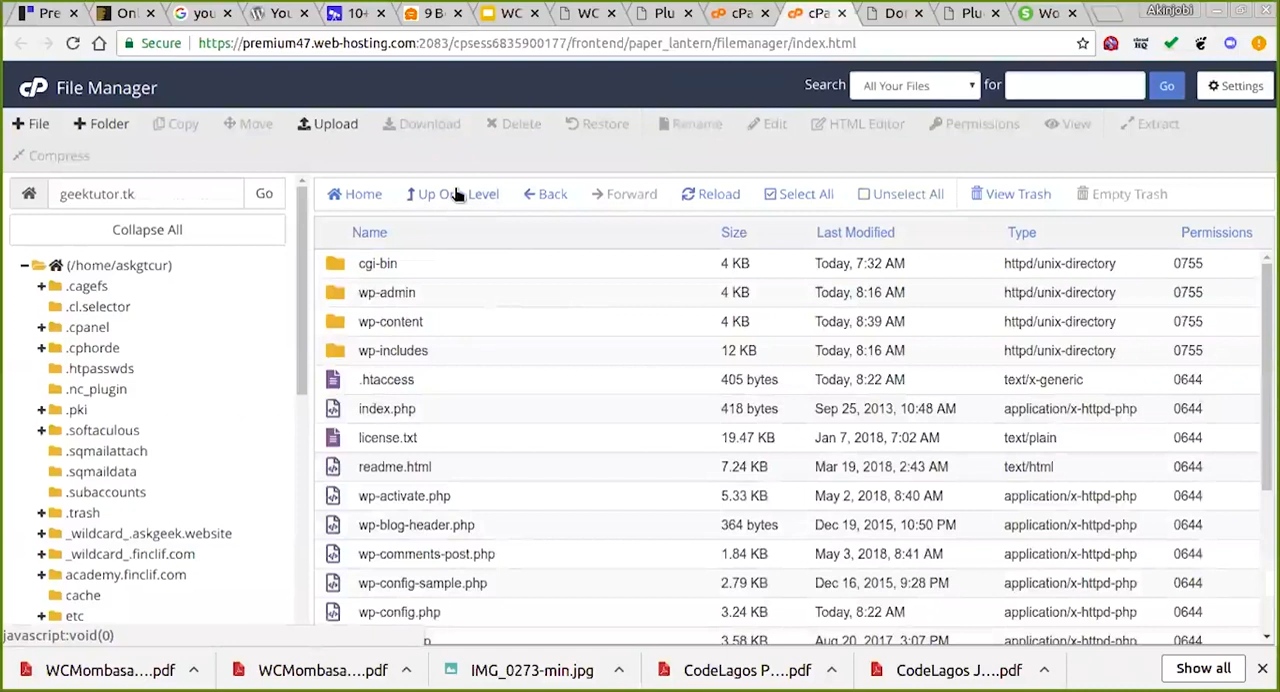 Pre × Onl × you × You × 10+ × 9 B × WC × WC × Plu × cPa × cPa × Dor × Plu × Wo × Akinjobi
Secure https://premium47.web-hosting.com:2083/cpsess6835900177/frontend/paper_lantern/filemanager/index.html
cP File Manager Search All Your Files for Go Settings
+ File + Folder Copy Move Upload Download Delete Restore Rename Edit HTML Editor Permissions View Extract
Compress
geektutor.tk Go Home Level Back Forward Reload Select All Unselect All View Trash Empty Trash
Collapse All
Name Size Last Modified Type Permissions
(/home/askgtcur)
.cagefs
.cl.selector
.cpanel
.cphorde
.htpasswds
.nc_plugin
.pki
.softaculous
.sqmailattach
.sqmaildata
.subaccounts
.trash
_wildcard_.askgeek.website
_wildcard_.finclif.com
academy.finclif.com
cache
etc
cgi-bin 4 KB Today, 7:32 AM httpd/unix-directory 0755
wp-admin 4 KB Today, 8:16 AM httpd/unix-directory 0755
wp-content 4 KB Today, 8:39 AM httpd/unix-directory 0755
wp-includes 12 KB Today, 8:16 AM httpd/unix-directory 0755
.htaccess 405 bytes Today, 8:22 AM text/x-generic 0644
index.php 418 bytes Sep 25, 2013, 10:48 AM application/x-httpd-php 0644
license.txt 19.47 KB Jan 7, 2018, 7:02 AM text/plain 0644
readme.html 7.24 KB Mar 19, 2018, 2:43 AM text/html 0644
wp-activate.php 5.33 KB May 2, 2018, 8:40 AM application/x-httpd-php 0644
wp-blog-header.php 364 bytes Dec 19, 2015, 10:50 PM application/x-httpd-php 0644
wp-comments-post.php 1.84 KB May 3, 2018, 8:41 AM application/x-httpd-php 0644
wp-config-sample.php 2.79 KB Dec 16, 2015, 9:28 PM application/x-httpd-php 0644
wp-config.php 3.24 KB Today, 8:22 AM application/x-httpd-php 0644
3.58 KB Aug 20, 2017, 3:07 PM application/x-httpd-php 0644
javascript:void(0)
WCMombasa....pdf WCMombasa....pdf IMG_0273-min.jpg CodeLagos P....pdf CodeLagos J....pdf Show all